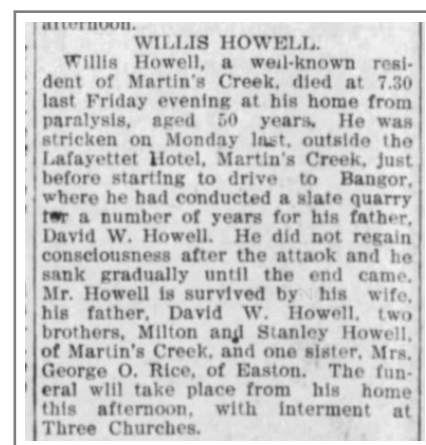 afternoon.
WILLIS HOWELL.
Willis Howell, a well-known resi-
dent of Martin's Creek, died at 7.30
last Friday evening at his home from
paralysis, aged 50 years. He was
stricken on Monday last, outside the
Lafayettet Hotel, Martin's Creek, just
before starting to drive to Bangor,
where he had conducted a slate quarry
for a number of years for his father,
David W. Howell. He did not regain
consciousness after the attaok and he
sank gradually until the end came.
Mr. Howell is survived by his wife,
his father, David W. Howell, two
brothers, Milton and Stanley Howell,
of Martin's Creek, and one sister, Mrs.
George O. Rice, of Easton. The fun-
eral wlil take place from his home
this afternoon, with interment at
Three Churches.